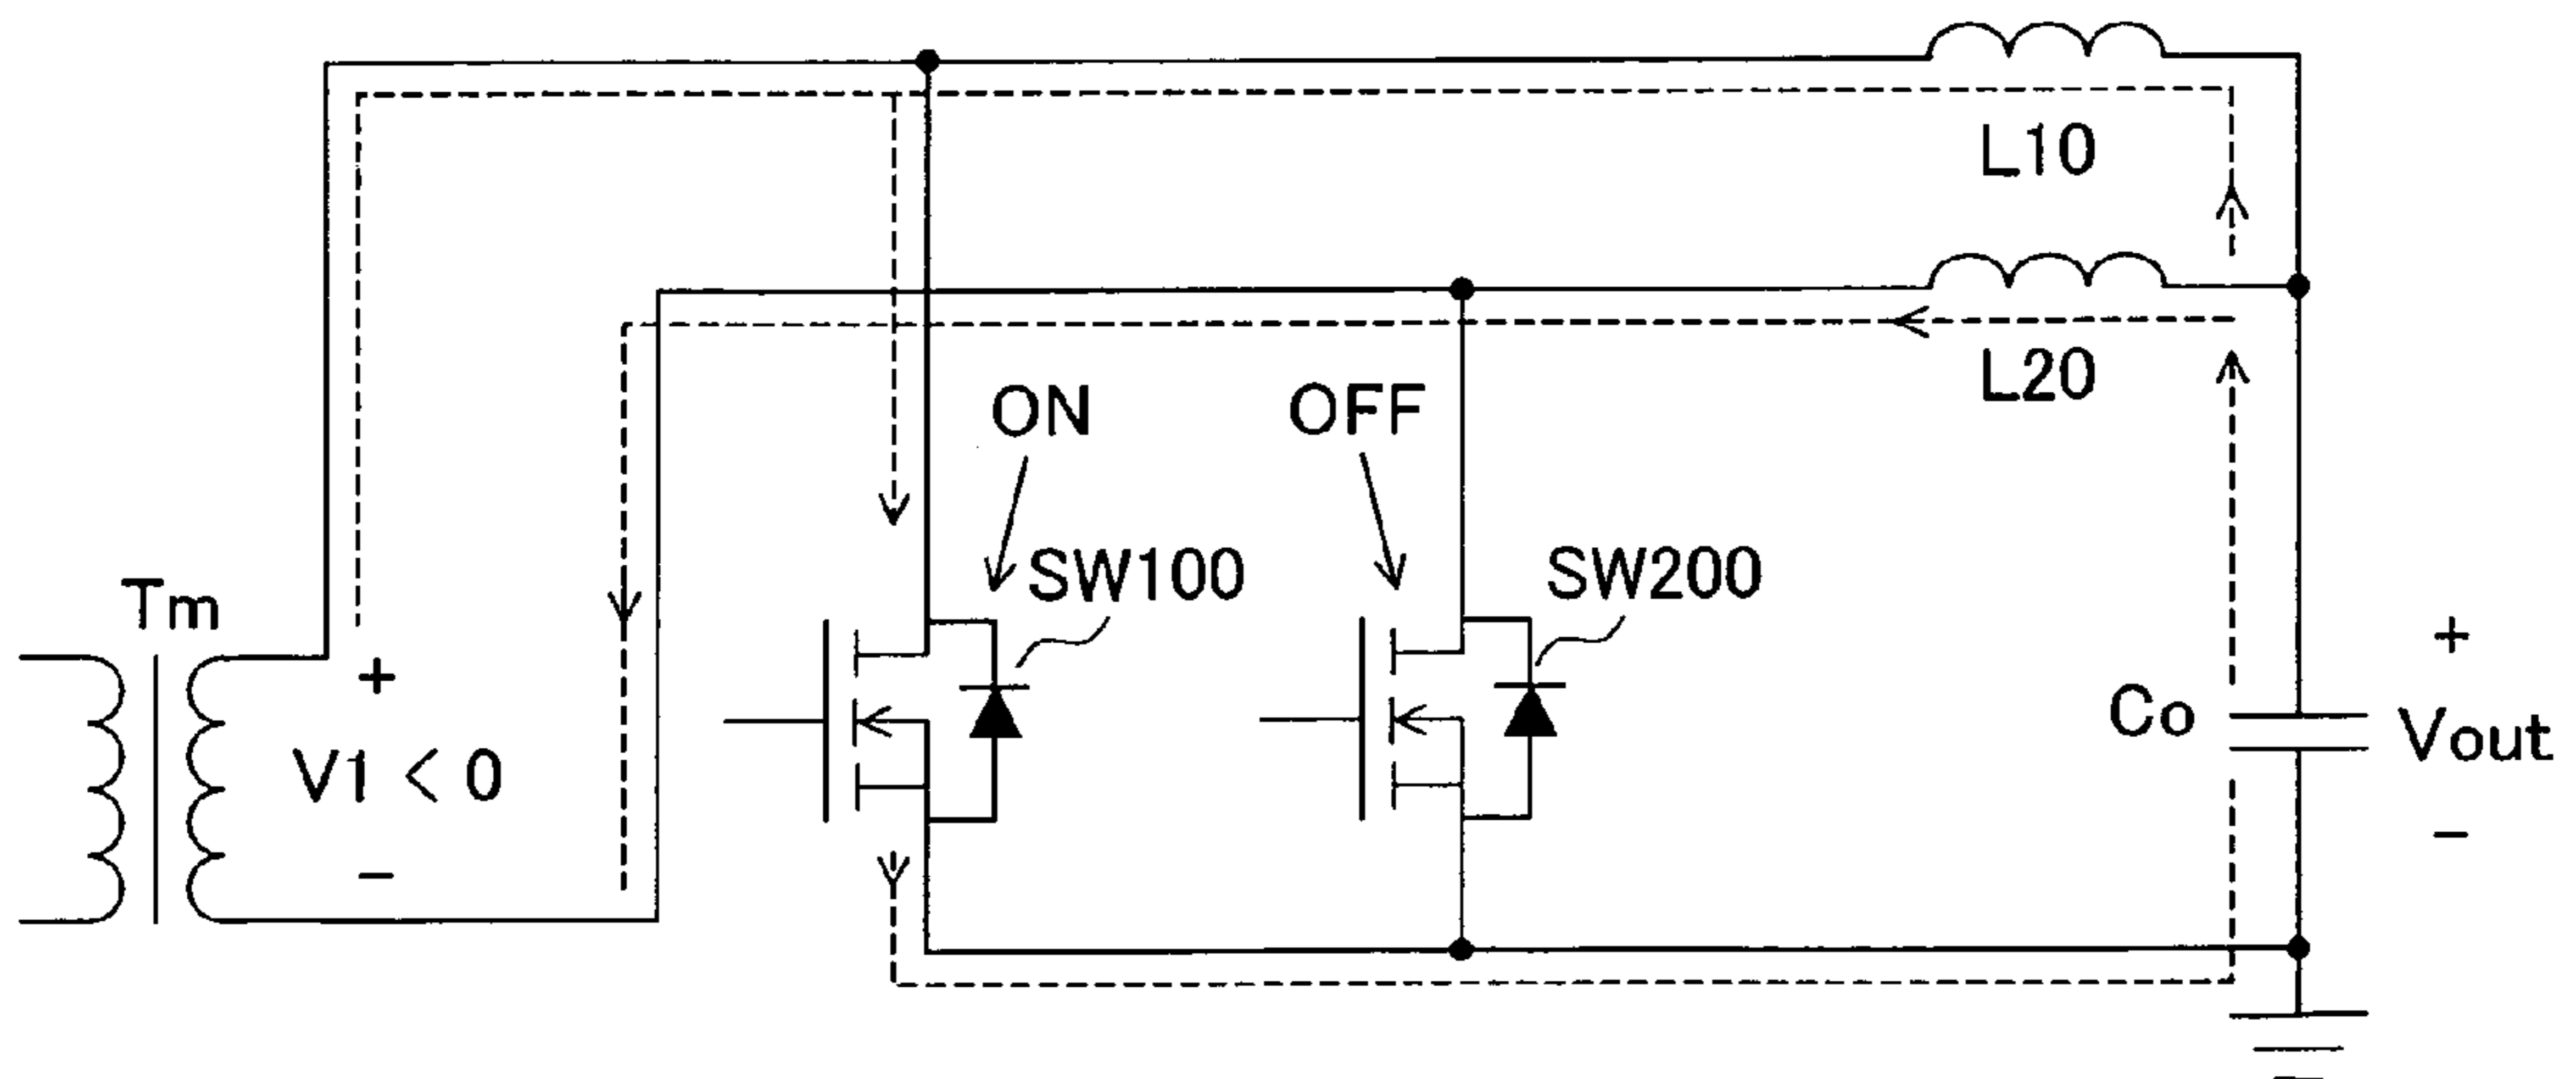 L10
L20
ON
OFF
SW100
SW200
Tm
+
V1 < 0
−
Co
+
Vout
−